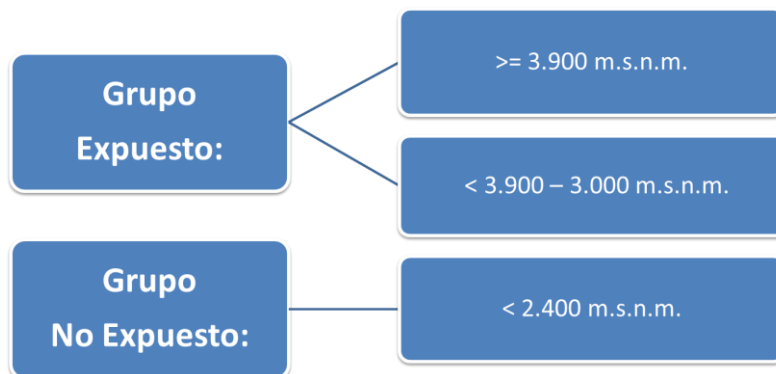 Grupo
Expuesto:
>= 3.900 m.s.n.m.
< 3.900 – 3.000 m.s.n.m.
Grupo
No Expuesto:
< 2.400 m.s.n.m.